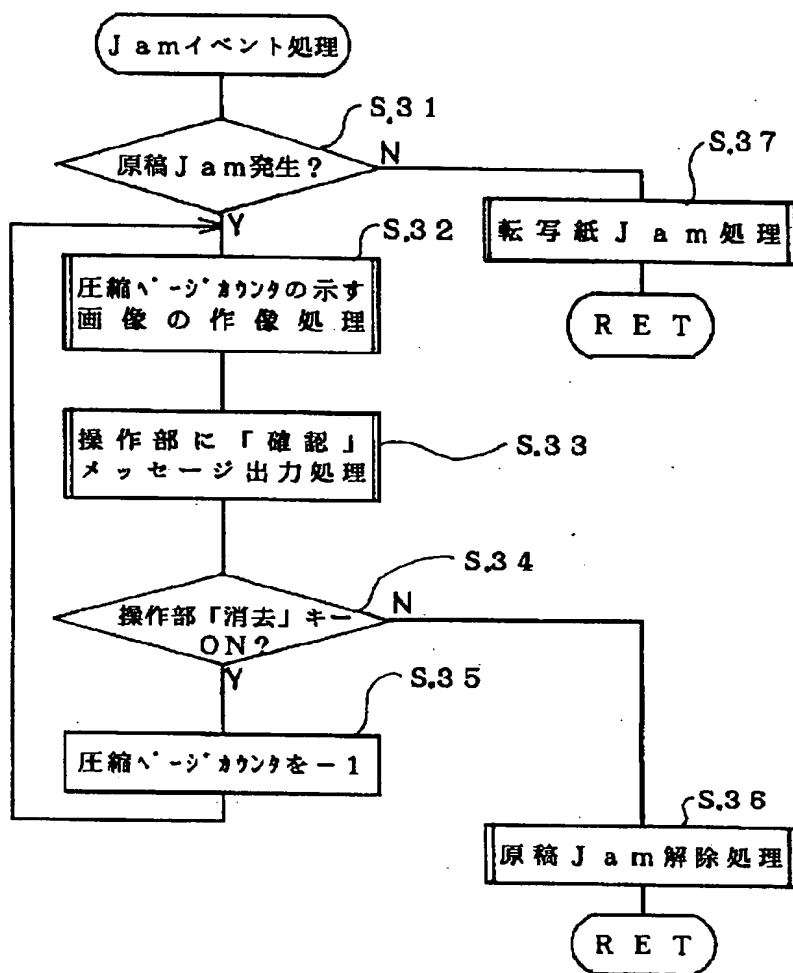 Jamイベント処理
S.31
原稿Jam発生？
N
Y
S.37
転写紙Jam処理
RET
S.32
圧縮ページカウンタの示す
画像の作像処理
S.33
操作部に「確認」
メッセージ出力処理
S.34
操作部「消去」キー
ON？
N
Y
S.35
圧縮ページカウンタを－1
S.36
原稿Jam解除処理
RET